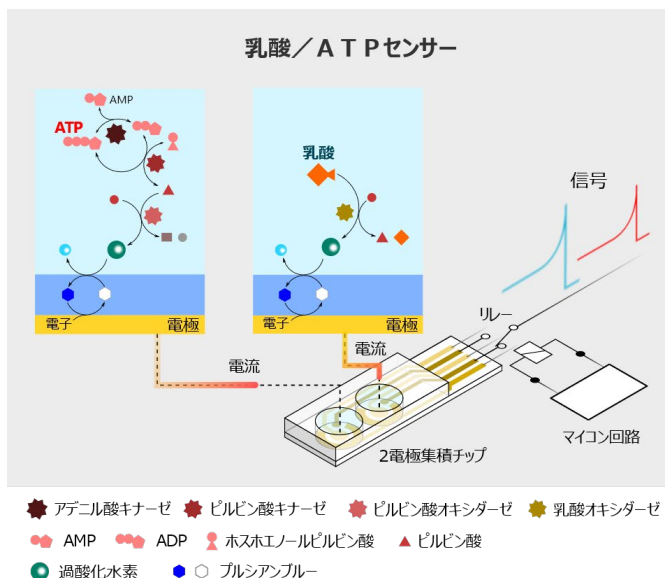 乳酸／ＡＴＰセンサー
AMP
ATP
乳酸
信号
電子
電極
電子
電極
リレー
電流
電流
2電極集積チップ
マイコン回路
アデニル酸キナーゼ
ピルビン酸キナーゼ
ピルビン酸オキシダーゼ
乳酸オキシダーゼ
AMP
ADP
ホスホエノールピルビン酸
ピルビン酸
過酸化水素
プルシアンブルー